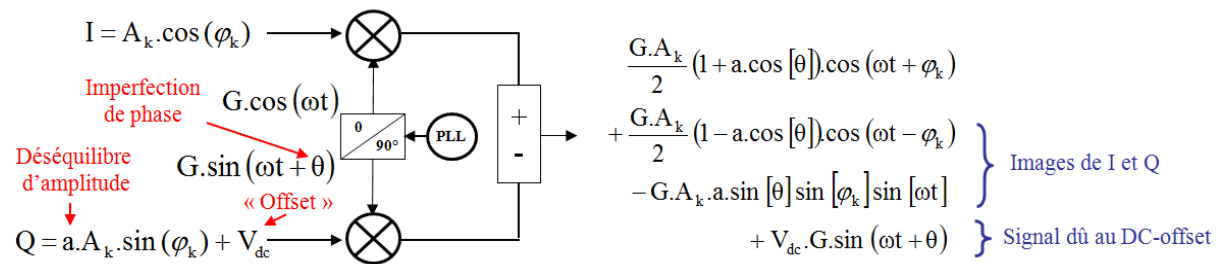 I = A_k.cos(φ_k)
Imperfection
de phase
G.cos(ωt)
0
90°
PLL
+
-
Déséquilibre
d'amplitude
G.sin(ωt + θ)
« Offset »
Q = a.A_k.sin(φ_k) + V_dc
G.A_k/2 (1 + a.cos[θ]).cos(ωt + φ_k)
+ G.A_k/2 (1 - a.cos[θ]).cos(ωt - φ_k)
- G.A_k.a.sin[θ]sin[φ_k]sin[ωt]
Images de I et Q
+ V_dc.G.sin(ωt + θ)
Signal dû au DC-offset